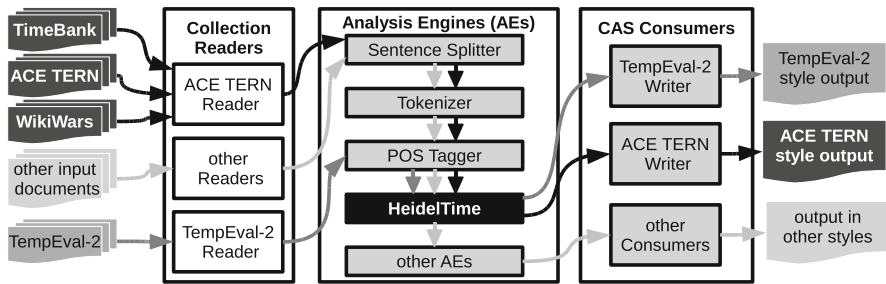 TimeBank
ACE TERN
WikiWars
other input
documents
TempEval-2
Collection
Readers
ACE TERN
Reader
other
Readers
TempEval-2
Reader
Analysis Engines (AEs)
Sentence Splitter
Tokenizer
POS Tagger
HeidelTime
other AEs
CAS Consumers
TempEval-2
Writer
ACE TERN
Writer
other
Consumers
TempEval-2
style output
ACE TERN
style output
output in
other styles